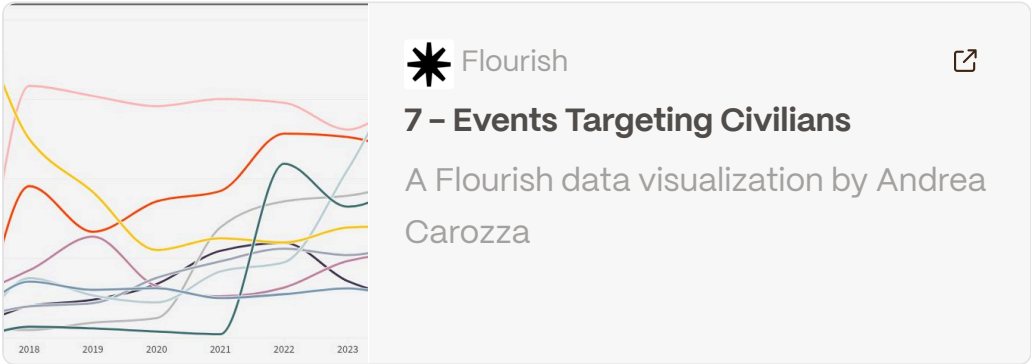 Flourish
7 – Events Targeting Civilians
A Flourish data visualization by Andrea
Carozza
2018 2019 2020 2021 2022 2023